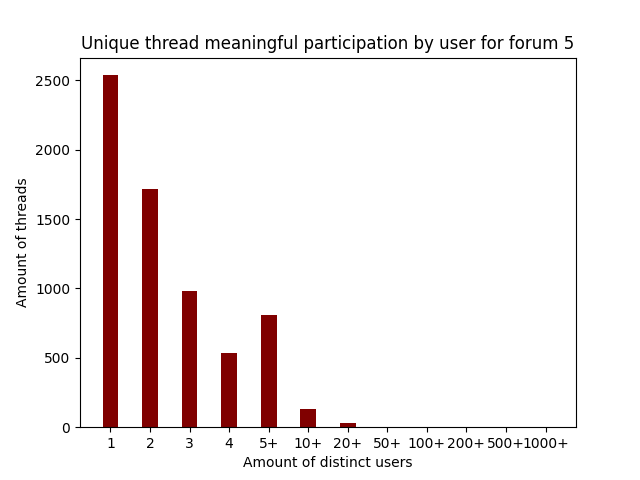 Unique thread meaningful participation by user for forum 5
Amount of threads
2500
2000
1500
1000
500
0
1 2 3 4 5+ 10+ 20+ 50+ 100+ 200+ 500+ 1000+
Amount of distinct users